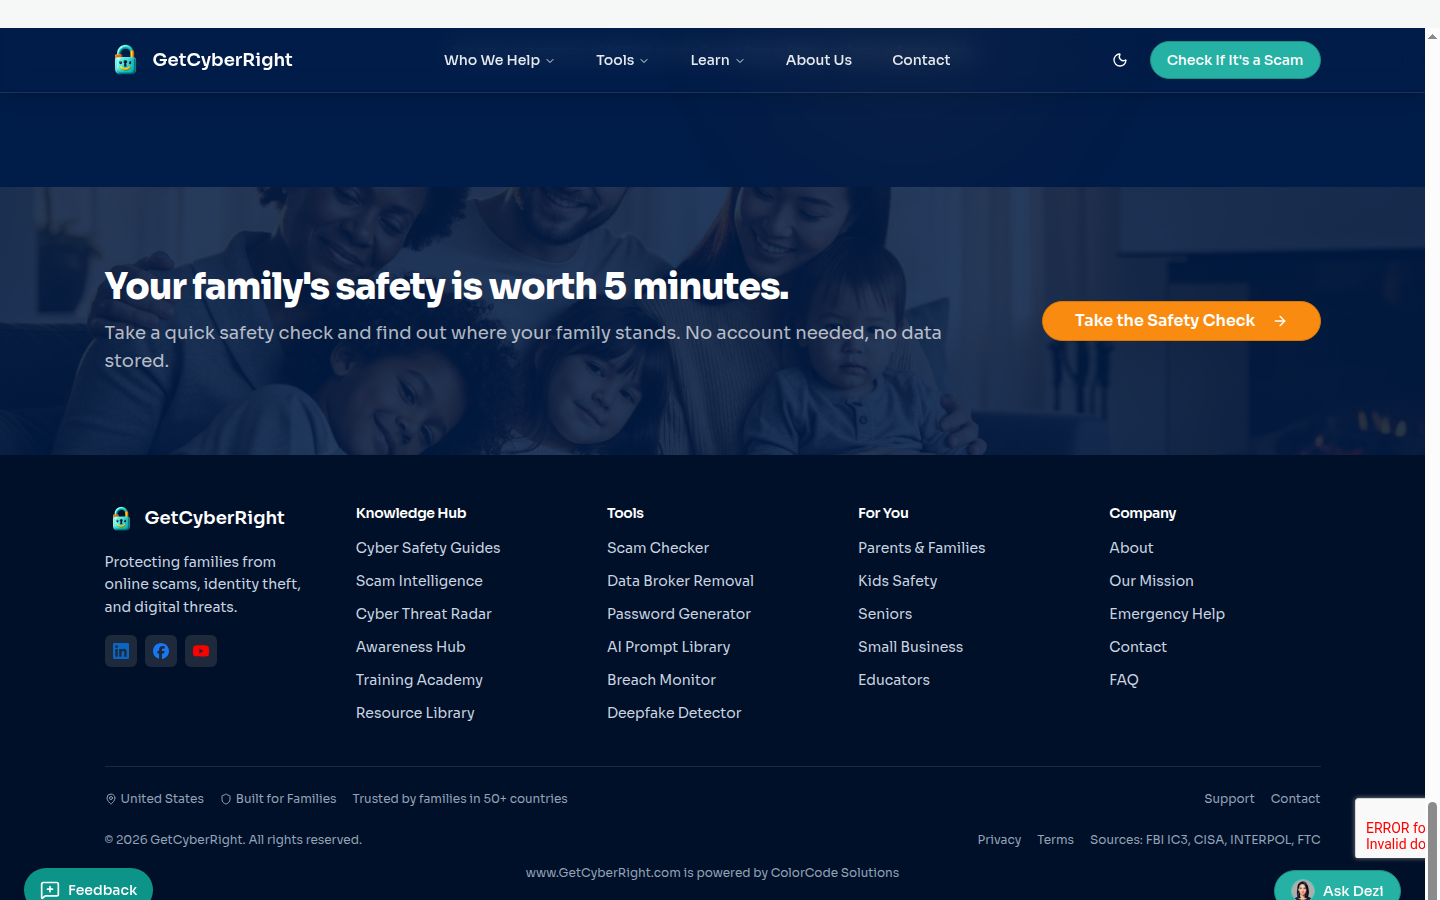 GetCyberRight
Who We Help
Tools
Learn
About Us
Contact
Check If It's a Scam
Your family's safety is worth 5 minutes.
Take a quick safety check and find out where your family stands. No account needed, no data
stored.
Take the Safety Check
GetCyberRight
Protecting families from
online scams, identity theft,
and digital threats.
Knowledge Hub
Cyber Safety Guides
Scam Intelligence
Cyber Threat Radar
Awareness Hub
Training Academy
Resource Library
Tools
Scam Checker
Data Broker Removal
Password Generator
AI Prompt Library
Breach Monitor
Deepfake Detector
For You
Parents & Families
Kids Safety
Seniors
Small Business
Educators
Company
About
Our Mission
Emergency Help
Contact
FAQ
United States
Built for Families
Trusted by families in 50+ countries
Support
Contact
© 2026 GetCyberRight. All rights reserved.
Privacy
Terms
Sources: FBI IC3, CISA, INTERPOL, FTC
www.GetCyberRight.com is powered by ColorCode Solutions
ERROR fo
Invalid do
Feedback
Ask Dezi